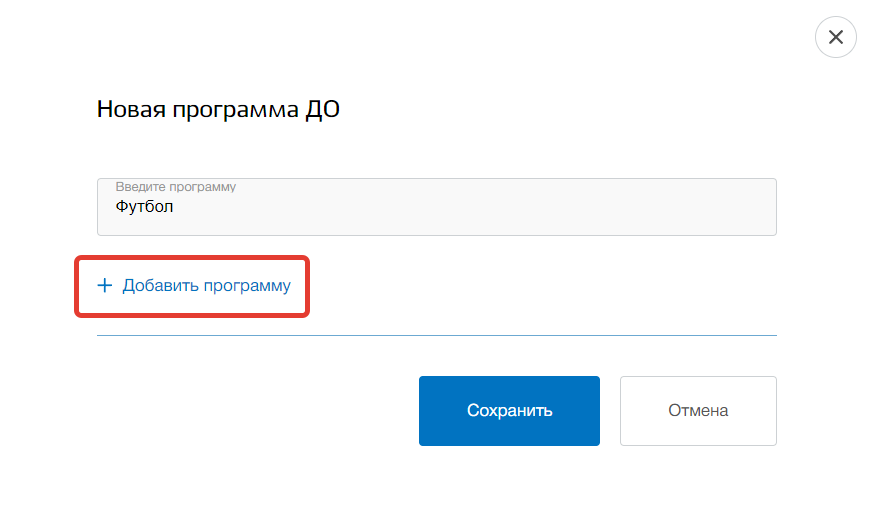 Новая программа ДО
Введите программу
Футбол
+ Добавить программу
Сохранить
Отмена